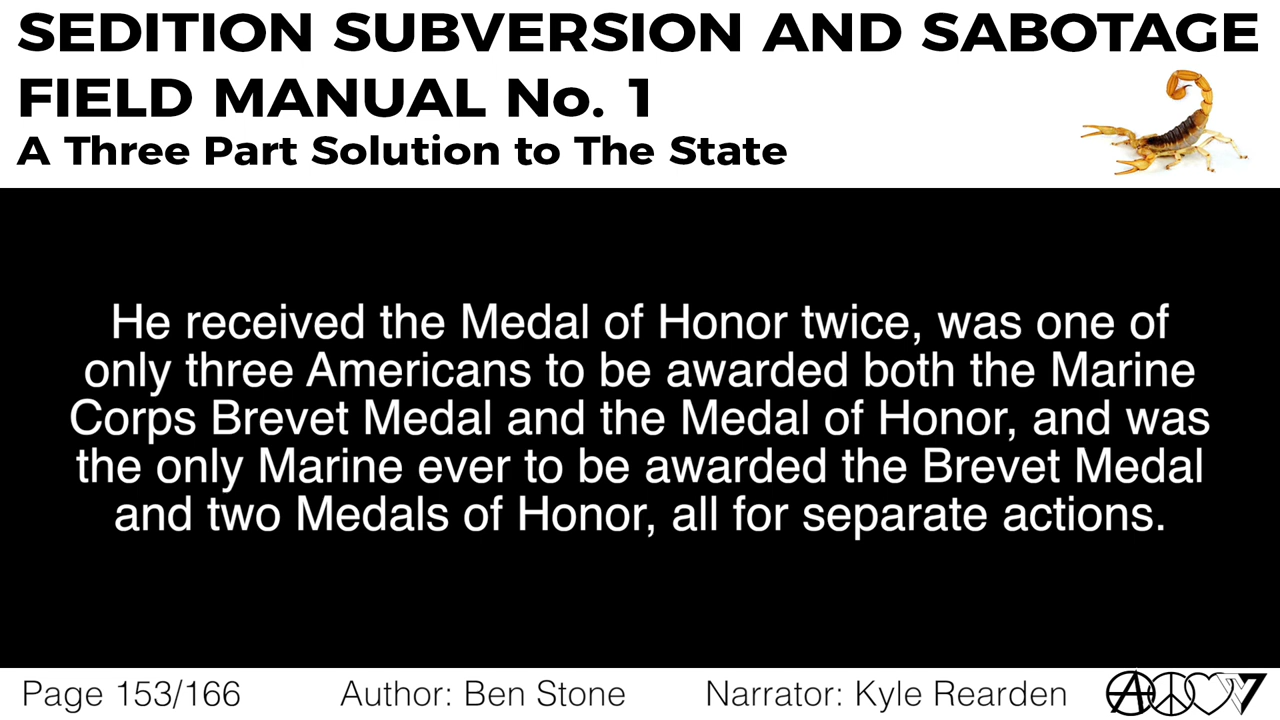 SEDITION SUBVERSION AND SABOTAGE
FIELD MANUAL No. 1
A Three Part Solution to The State
He received the Medal of Honor twice, was one of
only three Americans to be awarded both the Marine
Corps Brevet Medal and the Medal of Honor, and was
the only Marine ever to be awarded the Brevet Medal
and two Medals of Honor, all for separate actions.
Page 153/166 Author: Ben Stone Narrator: Kyle Rearden